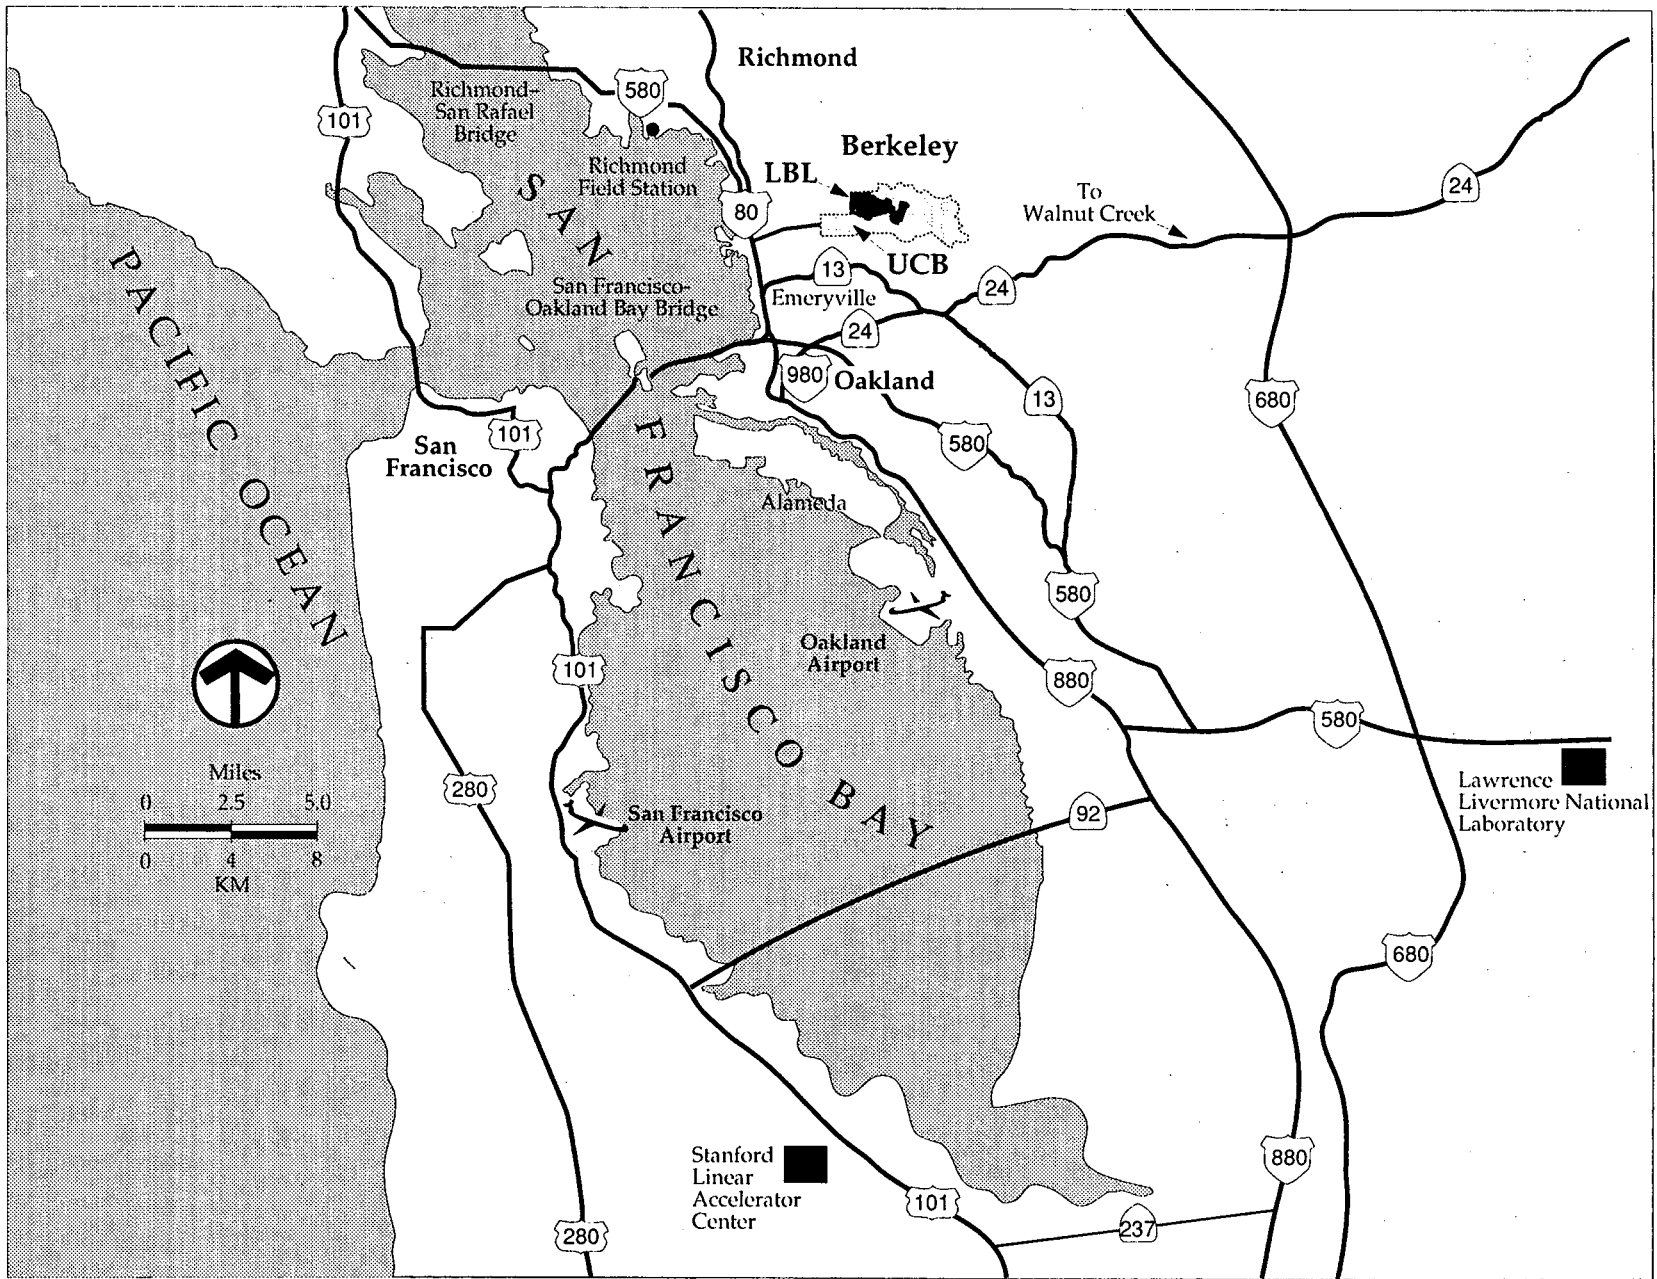 Richmond
580
Richmond-
San Rafael
Bridge
101
Berkeley
LBL
Richmond
Field Station
24
To
Walnut Creek
80
SAN
UCB
13
24
San Francisco-
Oakland Bay Bridge
Emeryville
24
PACIFIC OCEAN
980
Oakland
13
680
101
San
Francisco
580
FRANCISCO
Alameda
580
Oakland
Airport
101
880
580
Miles
0 2.5 5.0
0 4 8
KM
280
BAY
San Francisco
Airport
92
Lawrence
Livermore National
Laboratory
680
Stanford
Linear
Accelerator
Center
880
101
237
280